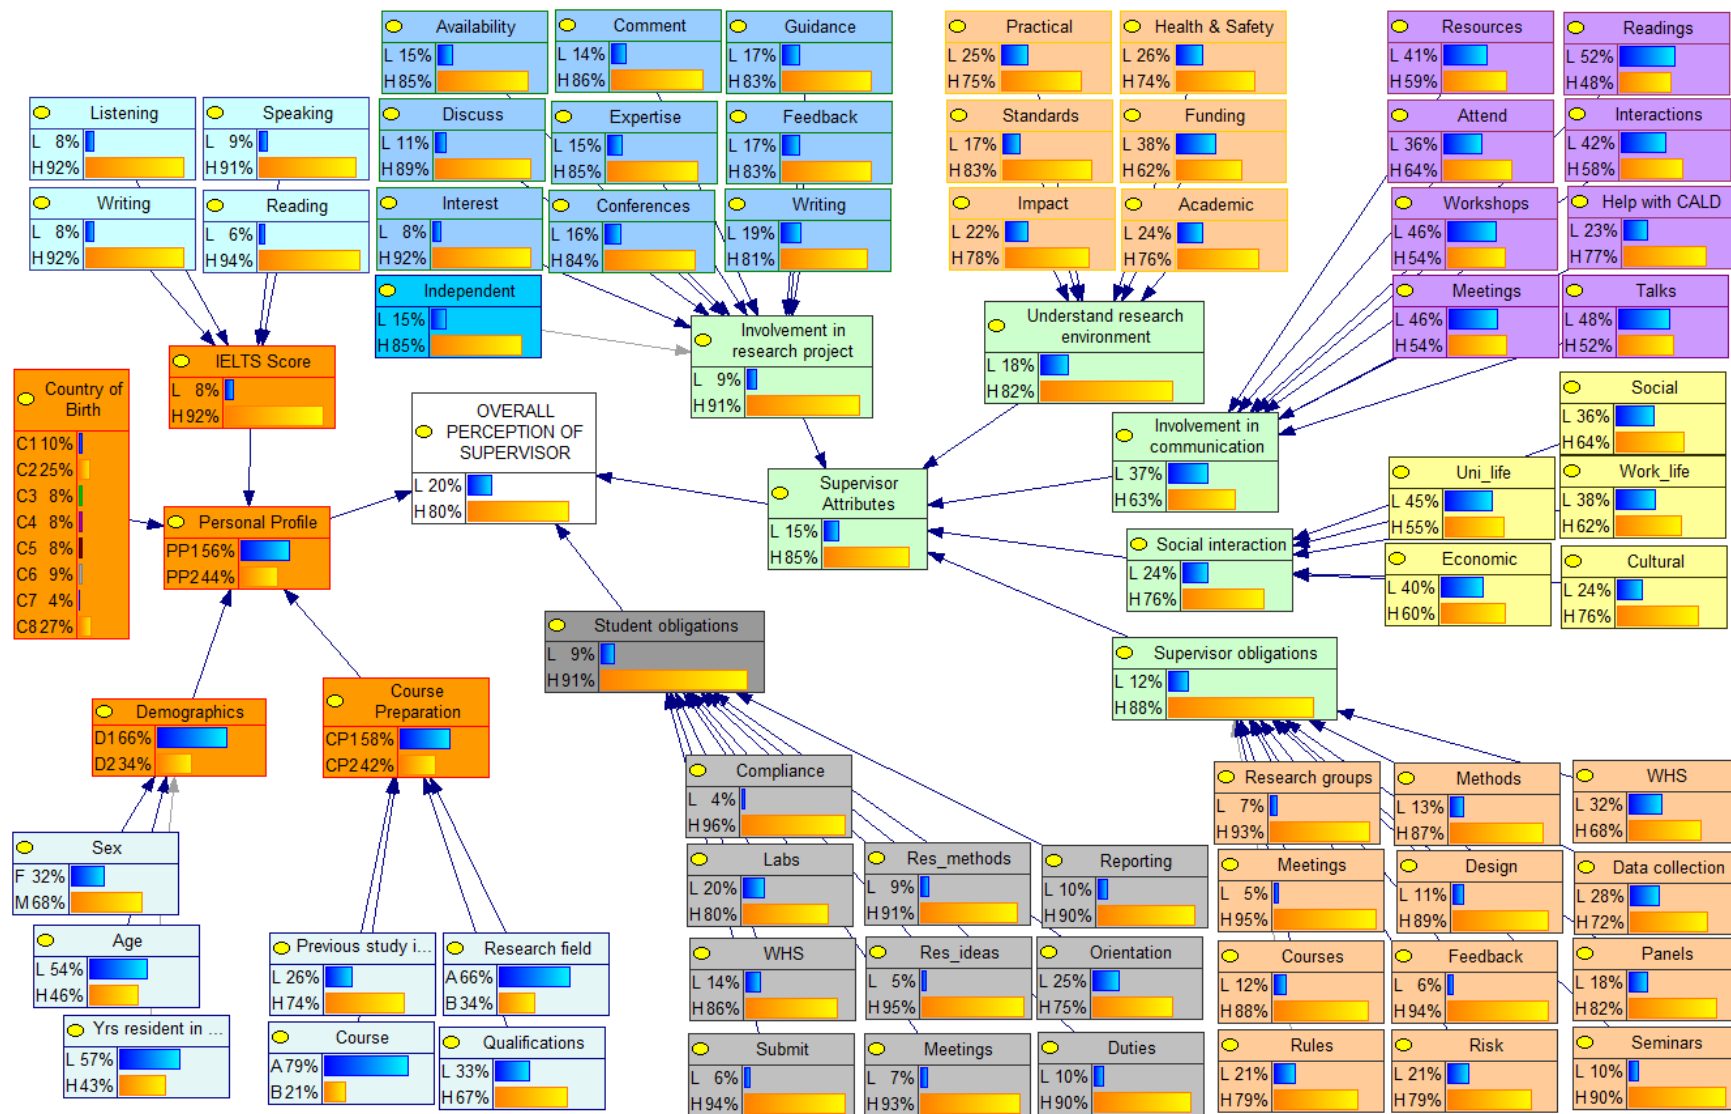 Availability
L 15%
H 85%
Comment
L 14%
H 86%
Guidance
L 17%
H 83%
Practical
L 25%
H 75%
Health & Safety
L 26%
H 74%
Resources
L 41%
H 59%
Readings
L 52%
H 48%
Listening
L 8%
H 92%
Speaking
L 9%
H 91%
Discuss
L 11%
H 89%
Expertise
L 15%
H 85%
Feedback
L 17%
H 83%
Standards
L 17%
H 83%
Funding
L 38%
H 62%
Attend
L 36%
H 64%
Interactions
L 42%
H 58%
Writing
L 8%
H 92%
Reading
L 6%
H 94%
Interest
L 8%
H 92%
Conferences
L 16%
H 84%
Writing
L 19%
H 81%
Impact
L 22%
H 78%
Academic
L 24%
H 76%
Workshops
L 46%
H 54%
Help with CALD
L 23%
H 77%
Independent
L 15%
H 85%
Involvement in
research project
L 9%
H 91%
Understand research
environment
L 18%
H 82%
Meetings
L 46%
H 54%
Talks
L 48%
H 52%
IELTS Score
L 8%
H 92%
Country of
Birth
C1 10%
C2 25%
C3 8%
C4 8%
C5 8%
C6 9%
C7 4%
C8 27%
OVERALL
PERCEPTION OF
SUPERVISOR
L 20%
H 80%
Involvement in
communication
L 37%
H 63%
Social
L 36%
H 64%
Uni_life
L 45%
H 55%
Work_life
L 38%
H 62%
Supervisor
Attributes
L 15%
H 85%
Personal Profile
PP1 56%
PP2 44%
Social interaction
L 24%
H 76%
Economic
L 40%
H 60%
Cultural
L 24%
H 76%
Student obligations
L 9%
H 91%
Supervisor obligations
L 12%
H 88%
Demographics
D1 66%
D2 34%
Course
Preparation
CP1 58%
CP2 42%
Compliance
L 4%
H 96%
Research groups
L 7%
H 93%
Methods
L 13%
H 87%
WHS
L 32%
H 68%
Sex
F 32%
M 68%
Labs
L 20%
H 80%
Res_methods
L 9%
H 91%
Reporting
L 10%
H 90%
Meetings
L 5%
H 95%
Design
L 11%
H 89%
Data collection
L 28%
H 72%
Age
L 54%
H 46%
Previous study i...
L 26%
H 74%
Research field
A 66%
B 34%
WHS
L 14%
H 86%
Res_ideas
L 5%
H 95%
Orientation
L 25%
H 75%
Courses
L 12%
H 88%
Feedback
L 6%
H 94%
Panels
L 18%
H 82%
Yrs resident in ...
L 57%
H 43%
Course
A 79%
B 21%
Qualifications
L 33%
H 67%
Submit
L 6%
H 94%
Meetings
L 7%
H 93%
Duties
L 10%
H 90%
Rules
L 21%
H 79%
Risk
L 21%
H 79%
Seminars
L 10%
H 90%